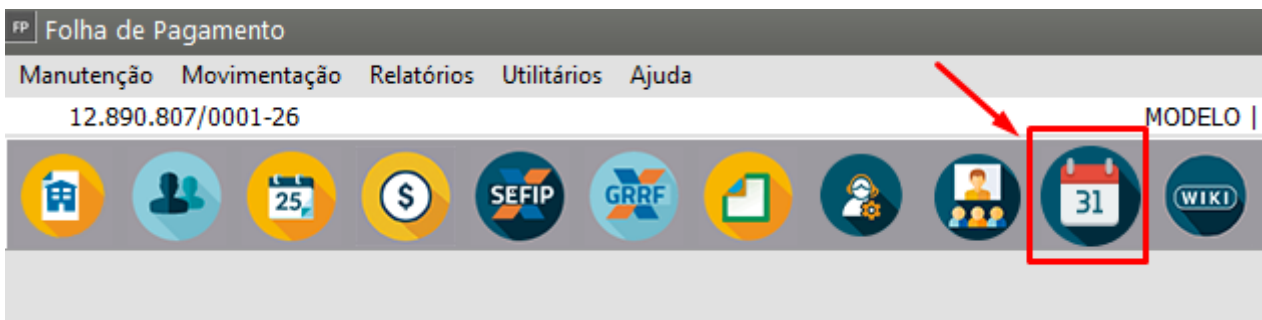 FP Folha de Pagamento
Manutenção Movimentação Relatórios Utilitários Ajuda
12.890.807/0001-26 MODELO |
25 $ SEFIP GRRF 31 WIKI